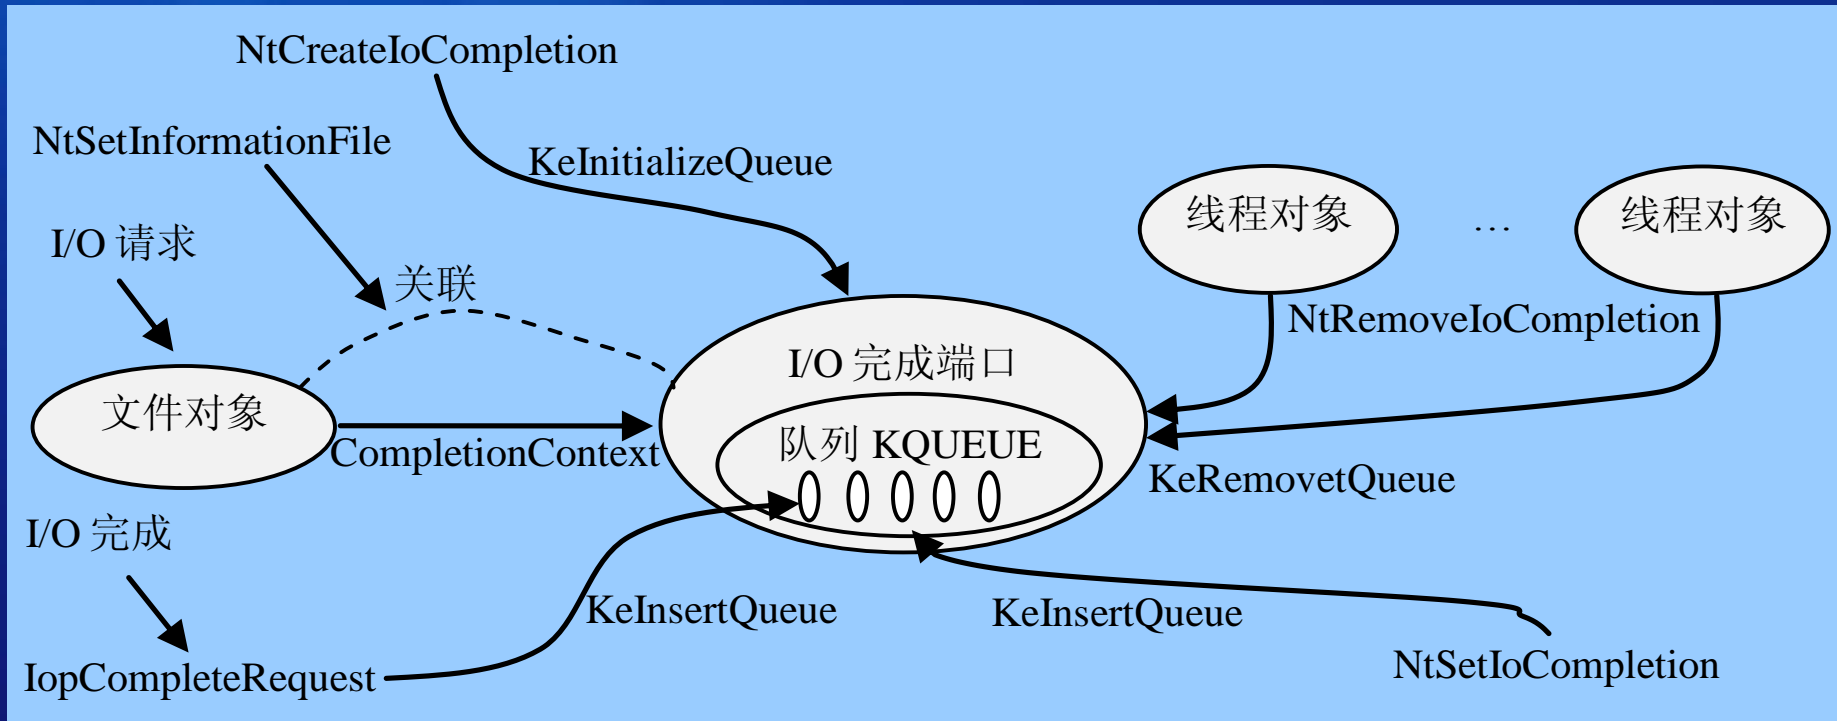 NtCreateIoCompletion
NtSetInformationFile
KeInitializeQueue
线程对象
…
线程对象
I/O 请求
关联
NtRemoveIoCompletion
I/O 完成端口
文件对象
队列 KQUEUE
CompletionContext
KeRemovetQueue
I/O 完成
KeInsertQueue
KeInsertQueue
IopCompleteRequest
NtSetIoCompletion